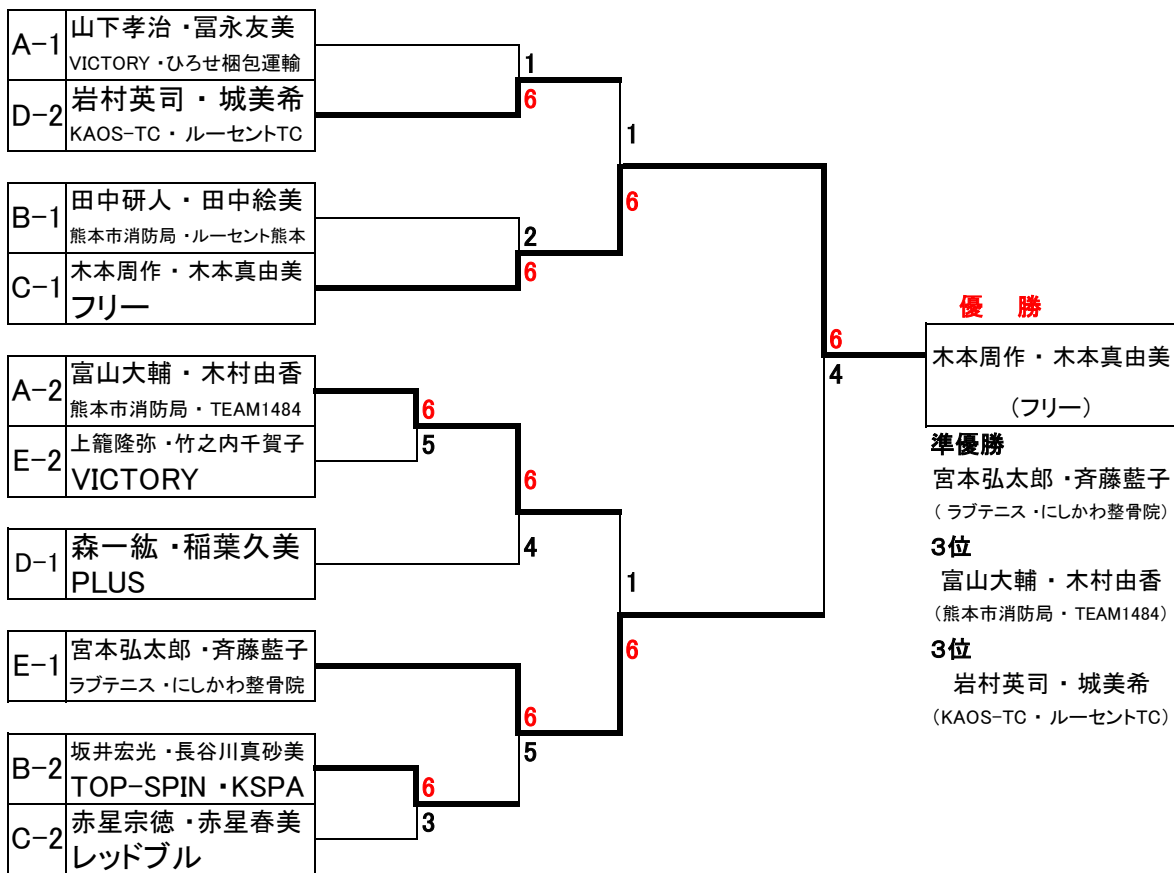 A-1
山下孝治 ・冨永友美
VICTORY ・ひろせ梱包運輸
1
6
D-2
岩村英司 ・ 城美希
KAOS-TC ・ ルーセントTC
1
6
B-1
田中研人 ・ 田中絵美
熊本市消防局 ・ルーセント熊本
2
6
C-1
木本周作 ・ 木本真由美
フリー
優 勝
6
4
木本周作 ・ 木本真由美
(フリー)
A-2
富山大輔 ・ 木村由香
熊本市消防局 ・ TEAM1484
6
5
E-2
上籠隆弥 ・竹之内千賀子
VICTORY
準優勝
宮本弘太郎 ・斉藤藍子
( ラブテニス ・にしかわ整骨院)
6
4
D-1
森一紘 ・稲葉久美
PLUS
3位
富山大輔 ・ 木村由香
(熊本市消防局 ・ TEAM1484)
1
6
E-1
宮本弘太郎 ・斉藤藍子
ラブテニス ・にしかわ整骨院
3位
岩村英司 ・ 城美希
(KAOS-TC ・ ルーセントTC)
6
5
B-2
坂井宏光 ・長谷川真砂美
TOP-SPIN ・KSPA
6
3
C-2
赤星宗徳 ・赤星春美
レッドブル